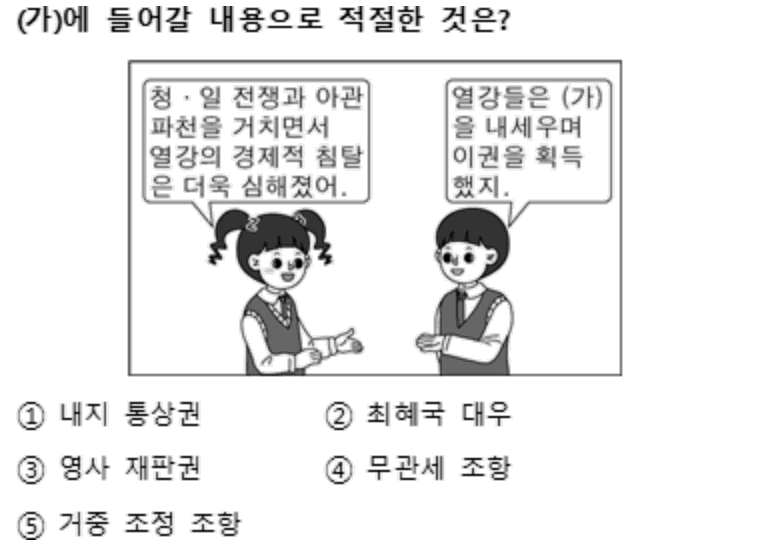 (가)에 들어갈 내용으로 적절한 것은?
청 · 일 전쟁과 아관
파천을 거치면서
열강의 경제적 침탈
은 더욱 심해졌어.
열강들은 (가)
을 내세우며
이권을 획득
했지.
① 내지 통상권 ② 최혜국 대우
③ 영사 재판권 ④ 무관세 조항
⑤ 거중 조정 조항